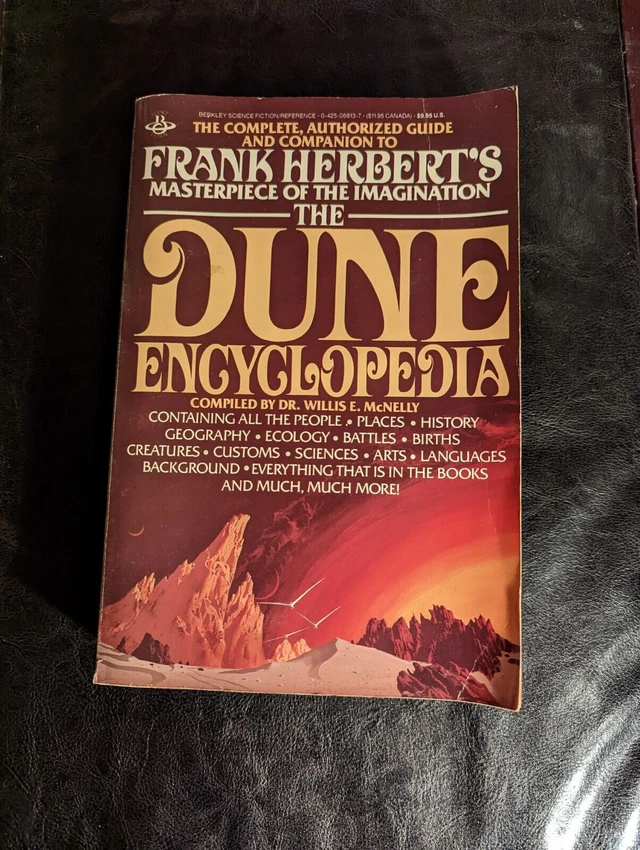 BERKLEY SCIENCE FICTION/REFERENCE • 0-425-06813-7 • ($11.95 CANADA) • $9.95 U.S.
B
THE COMPLETE, AUTHORIZED GUIDE
AND COMPANION TO
FRANK HERBERT'S
MASTERPIECE OF THE IMAGINATION
THE
DUNE
ENCYCLOPEDIA
COMPILED BY DR. WILLIS E. McNELLY
CONTAINING ALL THE PEOPLE • PLACES • HISTORY
GEOGRAPHY • ECOLOGY • BATTLES • BIRTHS
CREATURES • CUSTOMS • SCIENCES • ARTS • LANGUAGES
BACKGROUND • EVERYTHING THAT IS IN THE BOOKS
AND MUCH, MUCH MORE!